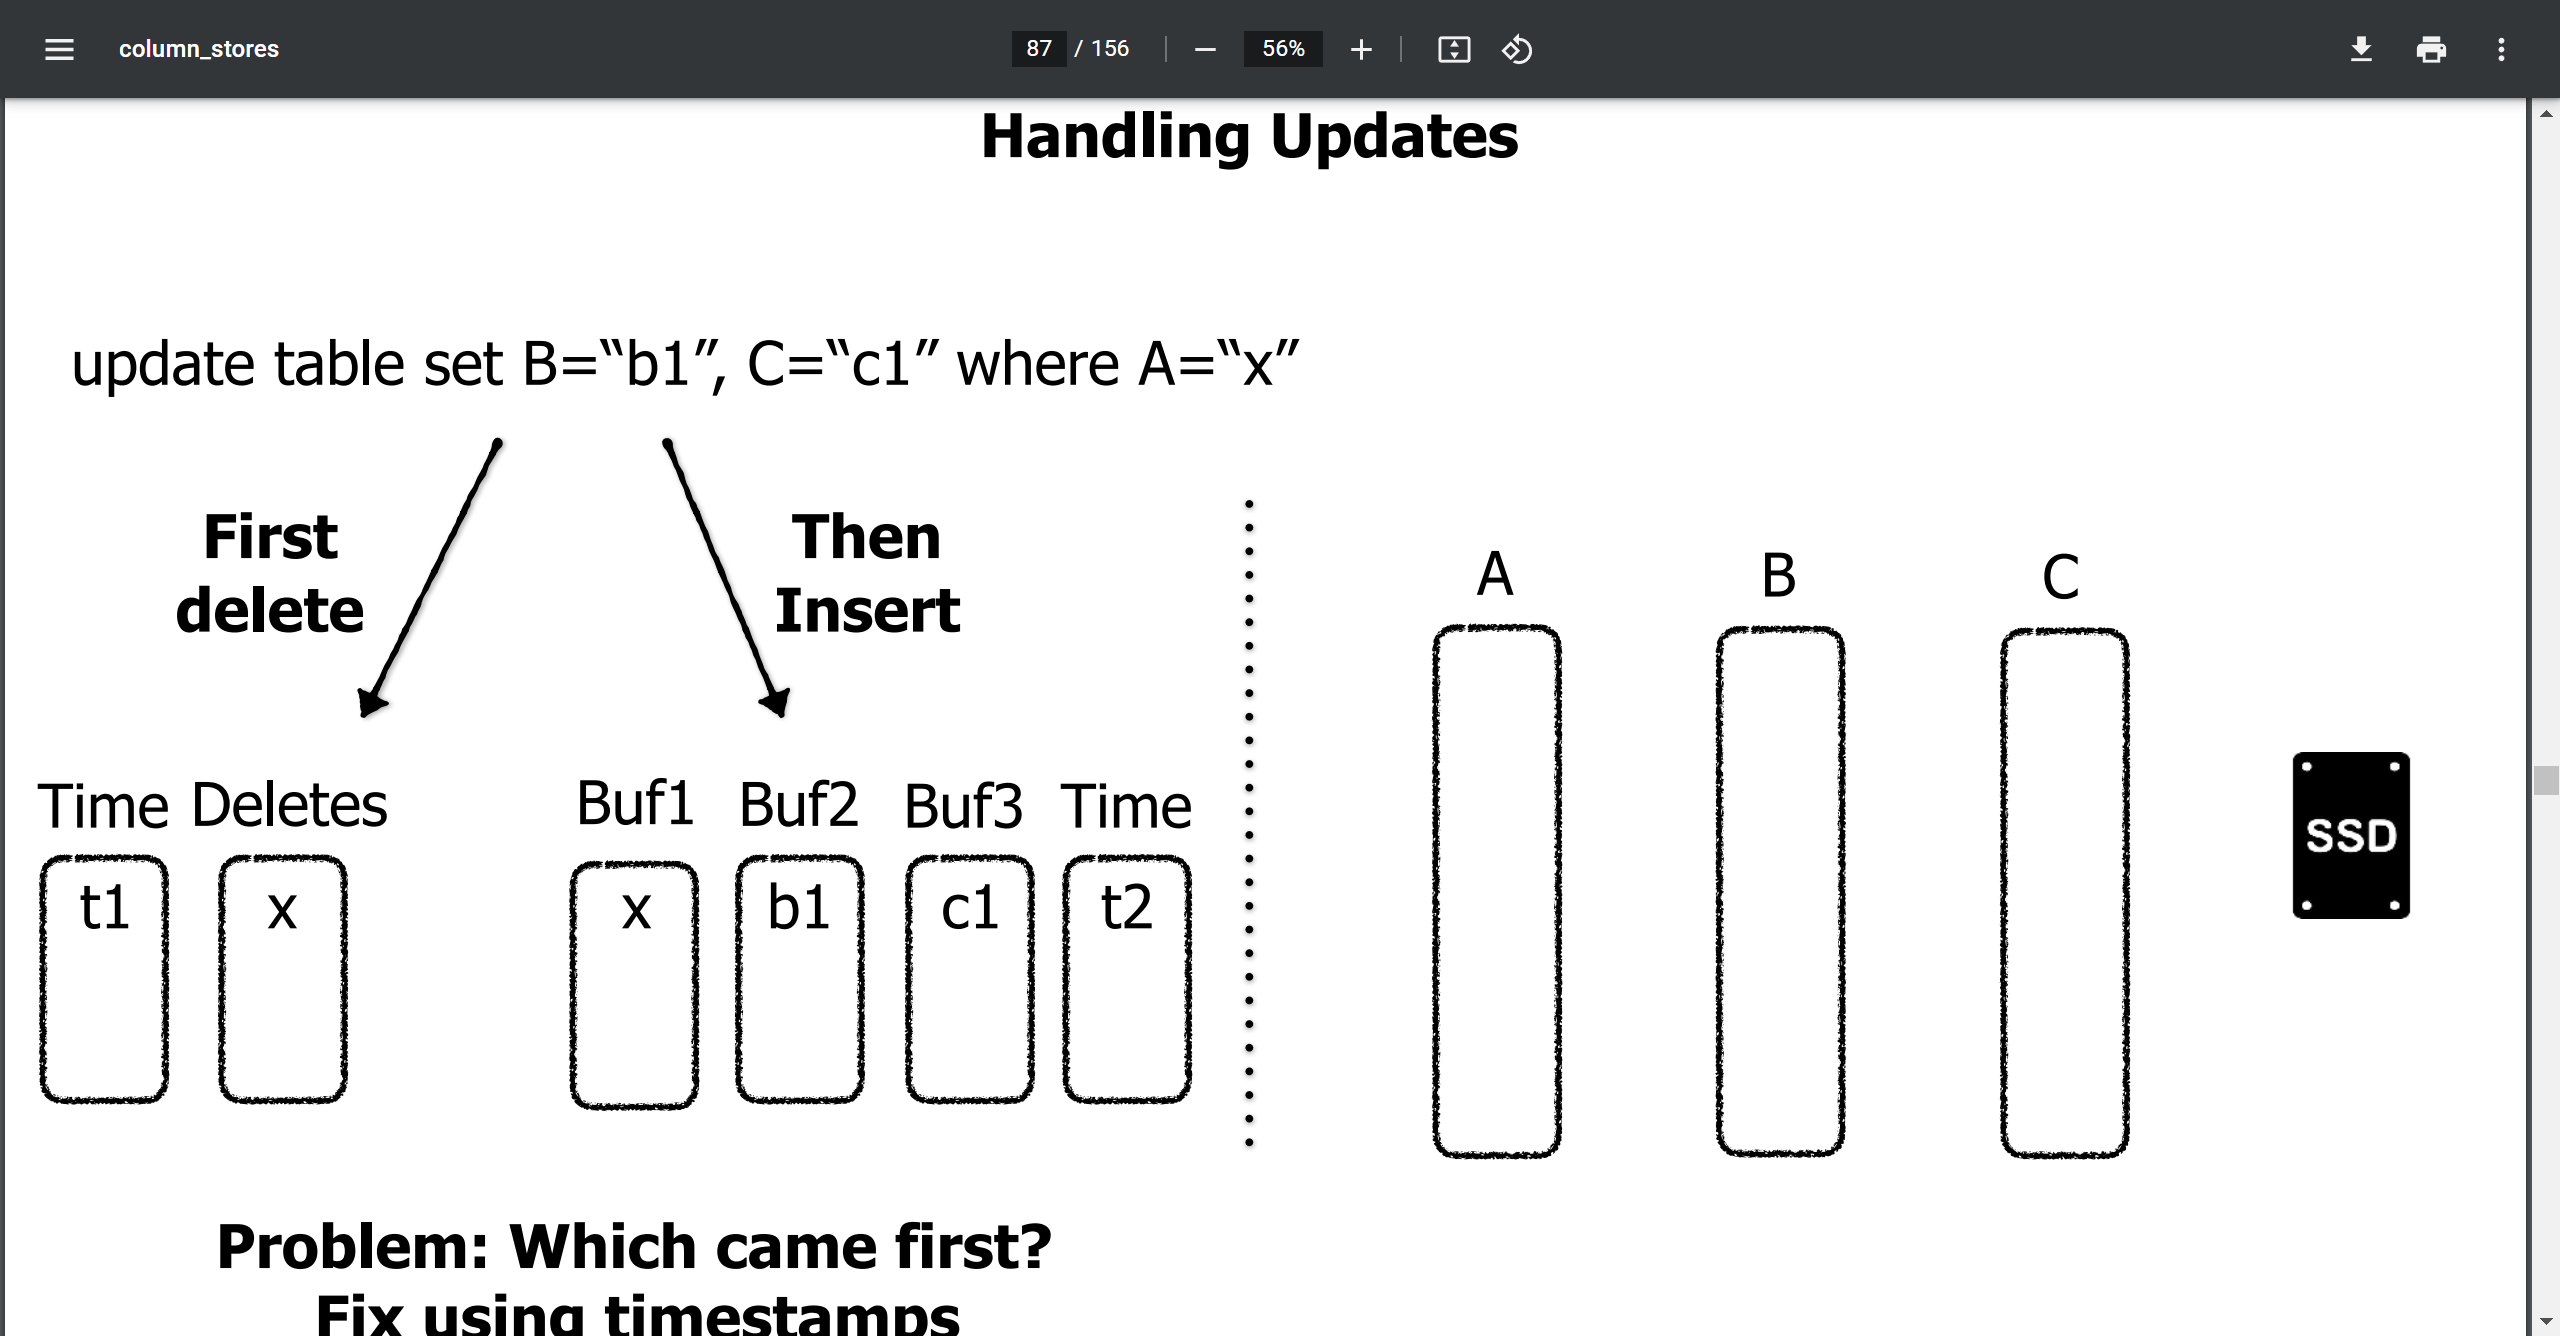 column_stores
87 / 156
56%
Handling Updates
update table set B=“b1”, C=“c1” where A=“x”
First
delete
Then
Insert
A B C
Time Deletes Buf1 Buf2 Buf3 Time
t1 x x b1 c1 t2
SSD
Problem: Which came first?
Fix using timestamps